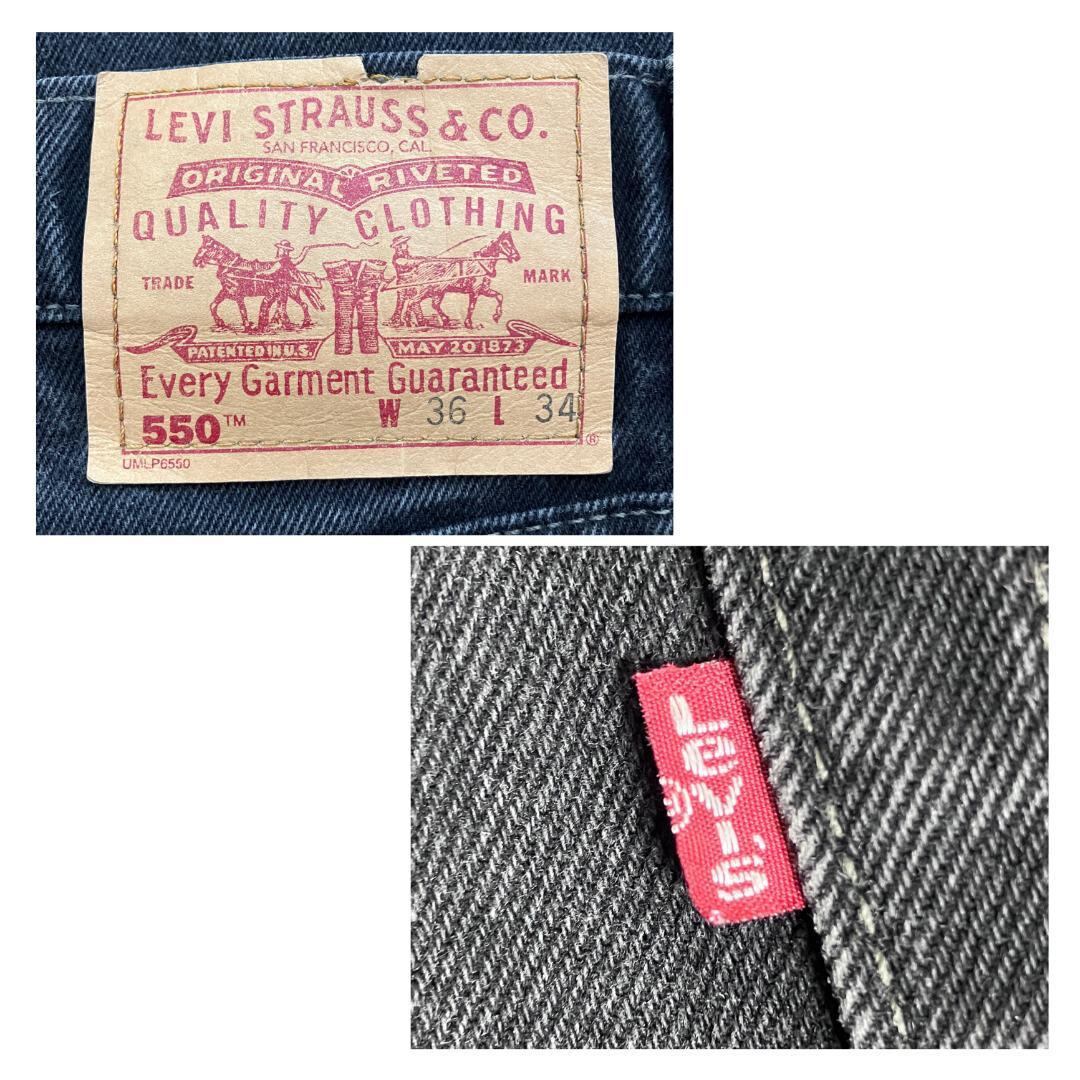 LEVI STRAUSS & CO.
SAN FRANCISCO, CAL.
ORIGINAL RIVETED
QUALITY CLOTHING
TRADE MARK
PATENTED IN U.S. MAY 20 1873
Every Garment Guaranteed
550™ W 36 L 34
®
UMLP6550
LEVI'S
®